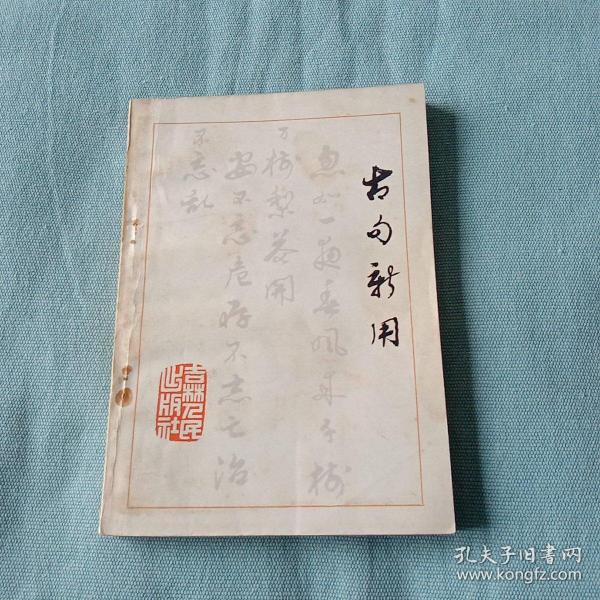 古句新用
忽如一夜春风来千树
万树梨花开
安不忘危存不忘亡治
不忘乱
吉林人民
出版社
孔夫子旧书网
www.kongfz.com